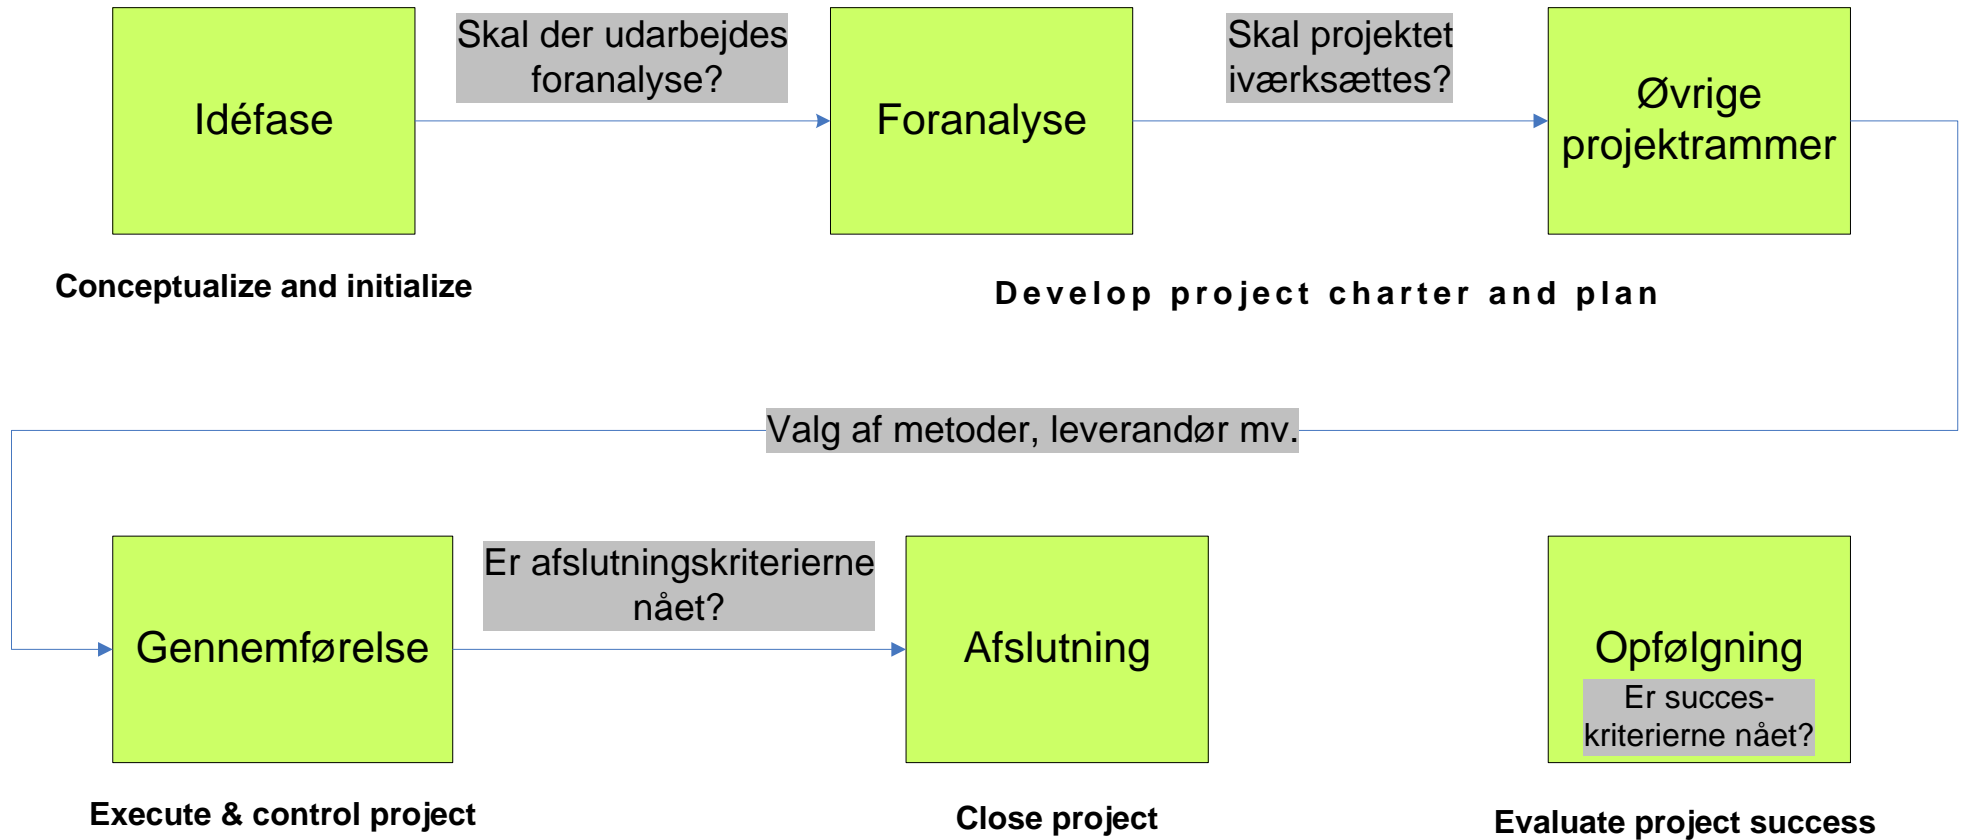 Idéfase
Skal der udarbejdes
foranalyse?
Foranalyse
Skal projektet
iværksættes?
Øvrige
projektrammer
Conceptualize and initialize
Develop project charter and plan
Valg af metoder, leverandør mv.
Gennemførelse
Er afslutningskriterierne
nået?
Afslutning
Opfølgning
Er succes-
kriterierne nået?
Execute & control project
Close project
Evaluate project success